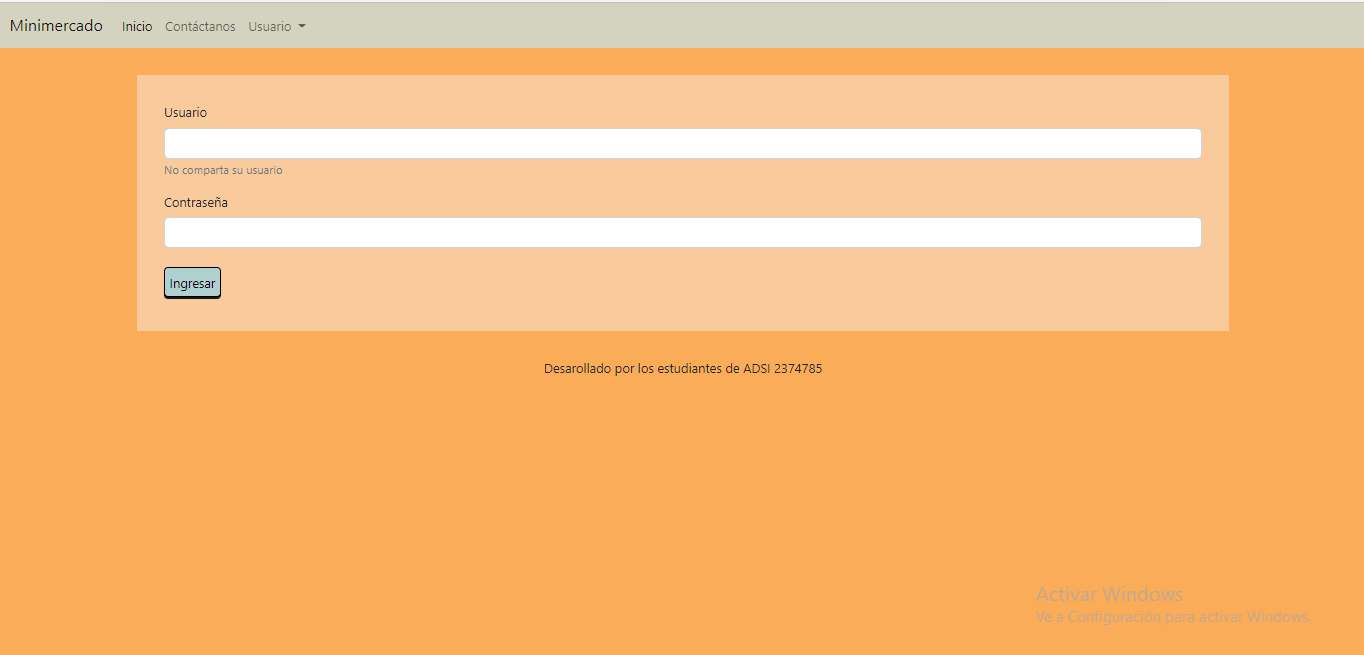 Minimercado Inicio Contáctanos Usuario
Usuario
No comparta su usuario
Contraseña
Ingresar
Desarollado por los estudiantes de ADSI 2374785
Activar Windows
Ve a Configuración para activar Windows.